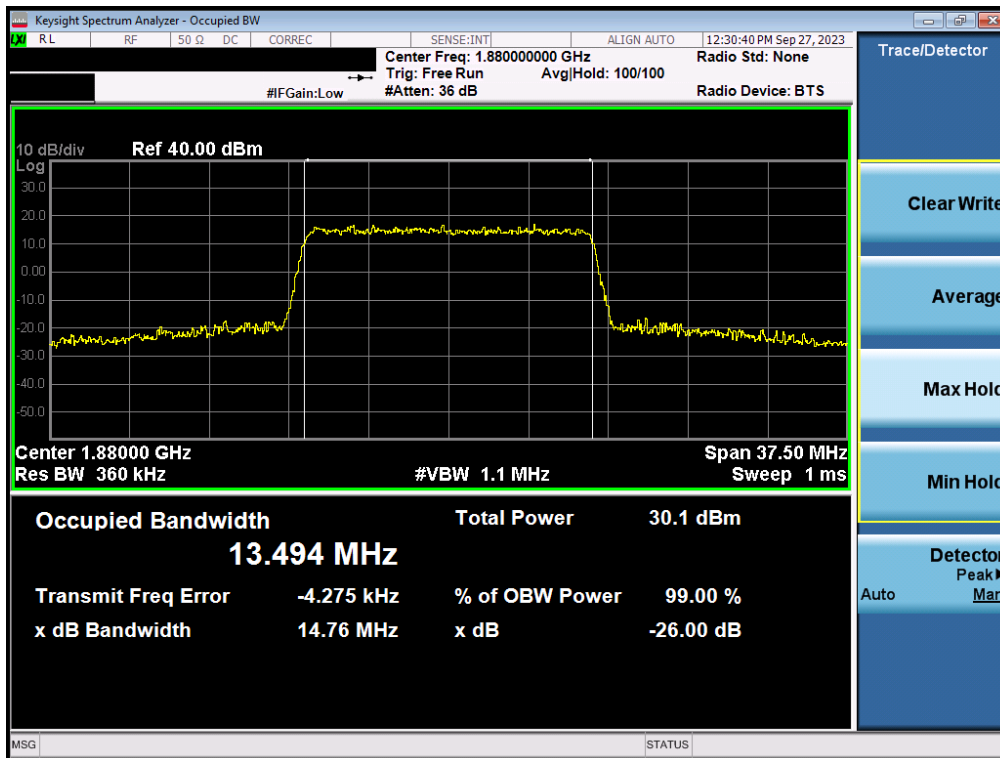 Keysight Spectrum Analyzer - Occupied BW
LXI RL RF 50 Ω DC CORREC SENSE:INT ALIGN AUTO 12:30:40 PM Sep 27, 2023
Center Freq: 1.880000000 GHz Radio Std: None
Trig: Free Run Avg|Hold: 100/100
#IFGain:Low #Atten: 36 dB Radio Device: BTS
10 dB/div Ref 40.00 dBm
Log
30.0
20.0
10.0
0.00
-10.0
-20.0
-30.0
-40.0
-50.0
Center 1.88000 GHz Span 37.50 MHz
Res BW 360 kHz #VBW 1.1 MHz Sweep 1 ms
Occupied Bandwidth Total Power 30.1 dBm
13.494 MHz
Transmit Freq Error -4.275 kHz % of OBW Power 99.00 %
x dB Bandwidth 14.76 MHz x dB -26.00 dB
MSG STATUS
Trace/Detector
Clear Write
Average
Max Hold
Min Hold
Detector
Peak
Auto Man